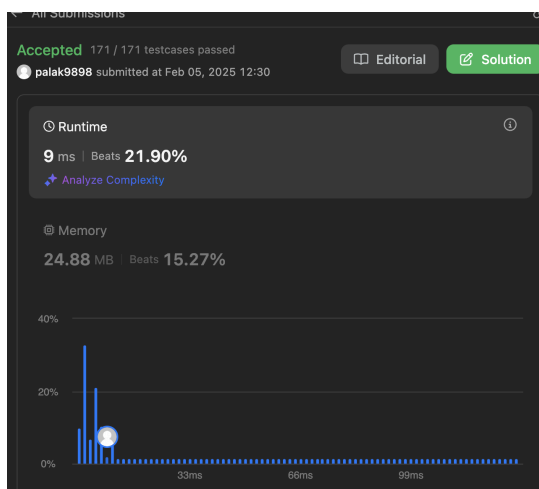 ← All Submissions
Accepted 171 / 171 testcases passed
palak9898 submitted at Feb 05, 2025 12:30
Editorial
Solution
Runtime
9 ms | Beats 21.90%
Analyze Complexity
Memory
24.88 MB | Beats 15.27%
40%
20%
0%
33ms 66ms 99ms